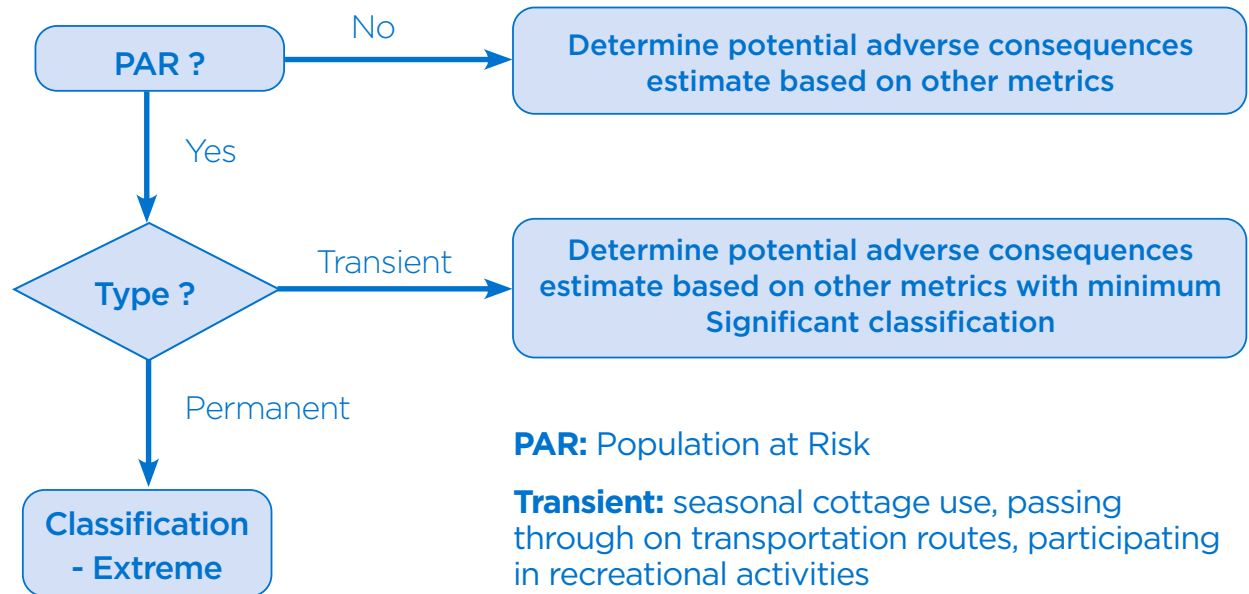 PAR ?
No
Determine potential adverse consequences
estimate based on other metrics
Yes
Type ?
Transient
Determine potential adverse consequences
estimate based on other metrics with minimum
Significant classification
Permanent
Classification
- Extreme
PAR: Population at Risk
Transient: seasonal cottage use, passing
through on transportation routes, participating
in recreational activities